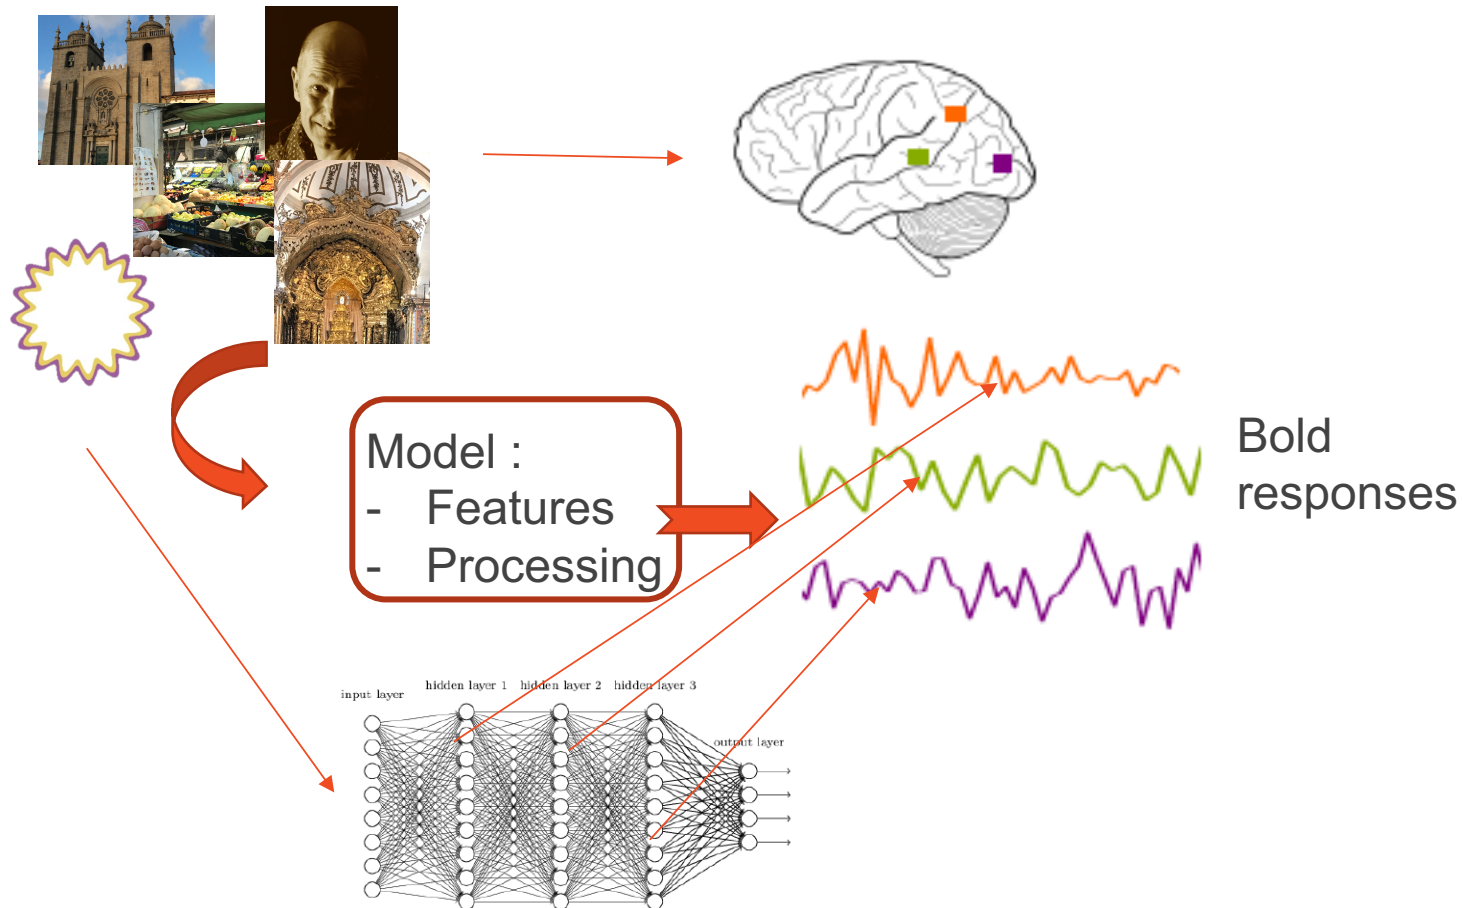 Model :
- Features
- Processing
Bold
responses
input layer
hidden layer 1
hidden layer 2
hidden layer 3
output layer